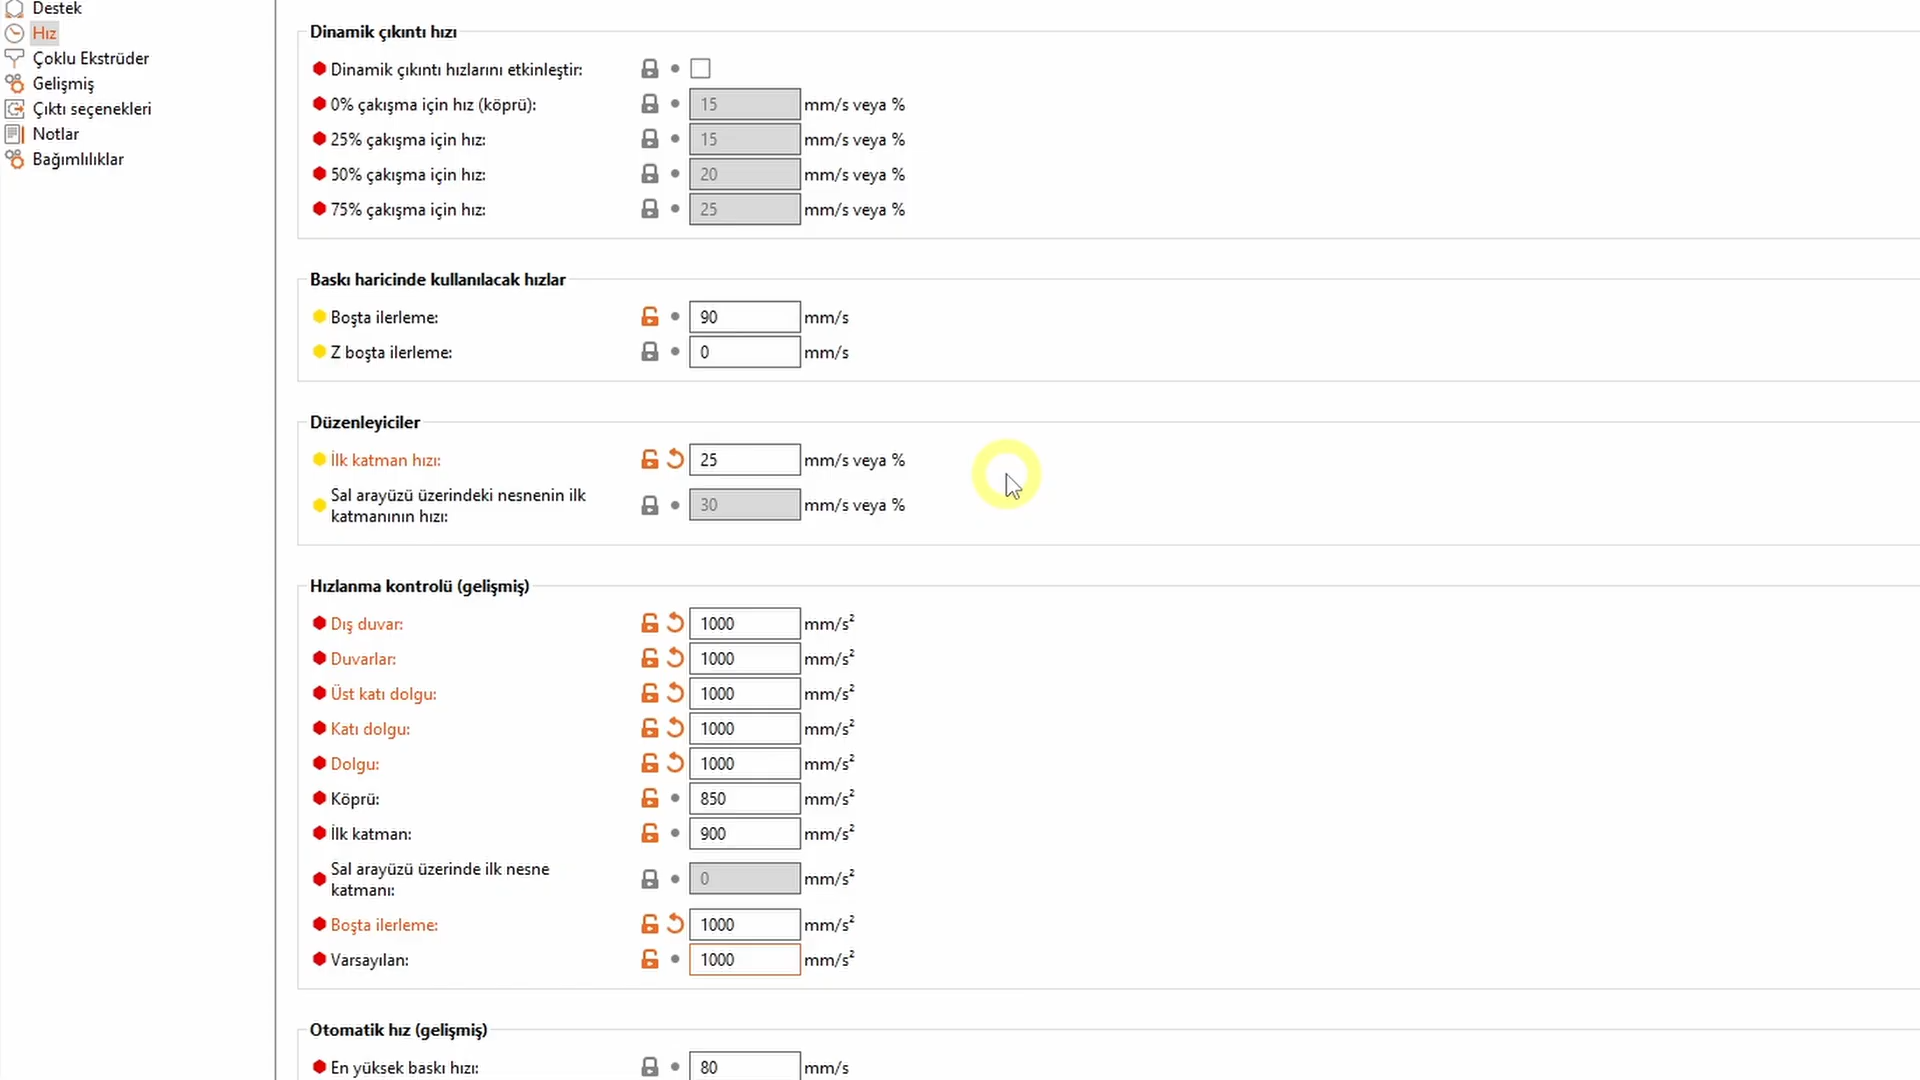 Destek
Hız
Çoklu Ekstrüder
Gelişmiş
Çıktı seçenekleri
Notlar
Bağımlılıklar
Dinamik çıkıntı hızı
Dinamik çıkıntı hızlarını etkinleştir:
0% çakışma için hız (köprü): 15 mm/s veya %
25% çakışma için hız: 15 mm/s veya %
50% çakışma için hız: 20 mm/s veya %
75% çakışma için hız: 25 mm/s veya %
Baskı haricinde kullanılacak hızlar
Boşta ilerleme: 90 mm/s
Z boşta ilerleme: 0 mm/s
Düzenleyiciler
İlk katman hızı: 25 mm/s veya %
Sal arayüzü üzerindeki nesnenin ilk
katmanının hızı: 30 mm/s veya %
Hızlanma kontrolü (gelişmiş)
Dış duvar: 1000 mm/s²
Duvarlar: 1000 mm/s²
Üst katı dolgu: 1000 mm/s²
Katı dolgu: 1000 mm/s²
Dolgu: 1000 mm/s²
Köprü: 850 mm/s²
İlk katman: 900 mm/s²
Sal arayüzü üzerinde ilk nesne
katmanı: 0 mm/s²
Boşta ilerleme: 1000 mm/s²
Varsayılan: 1000 mm/s²
Otomatik hız (gelişmiş)
En yüksek baskı hızı: 80 mm/s